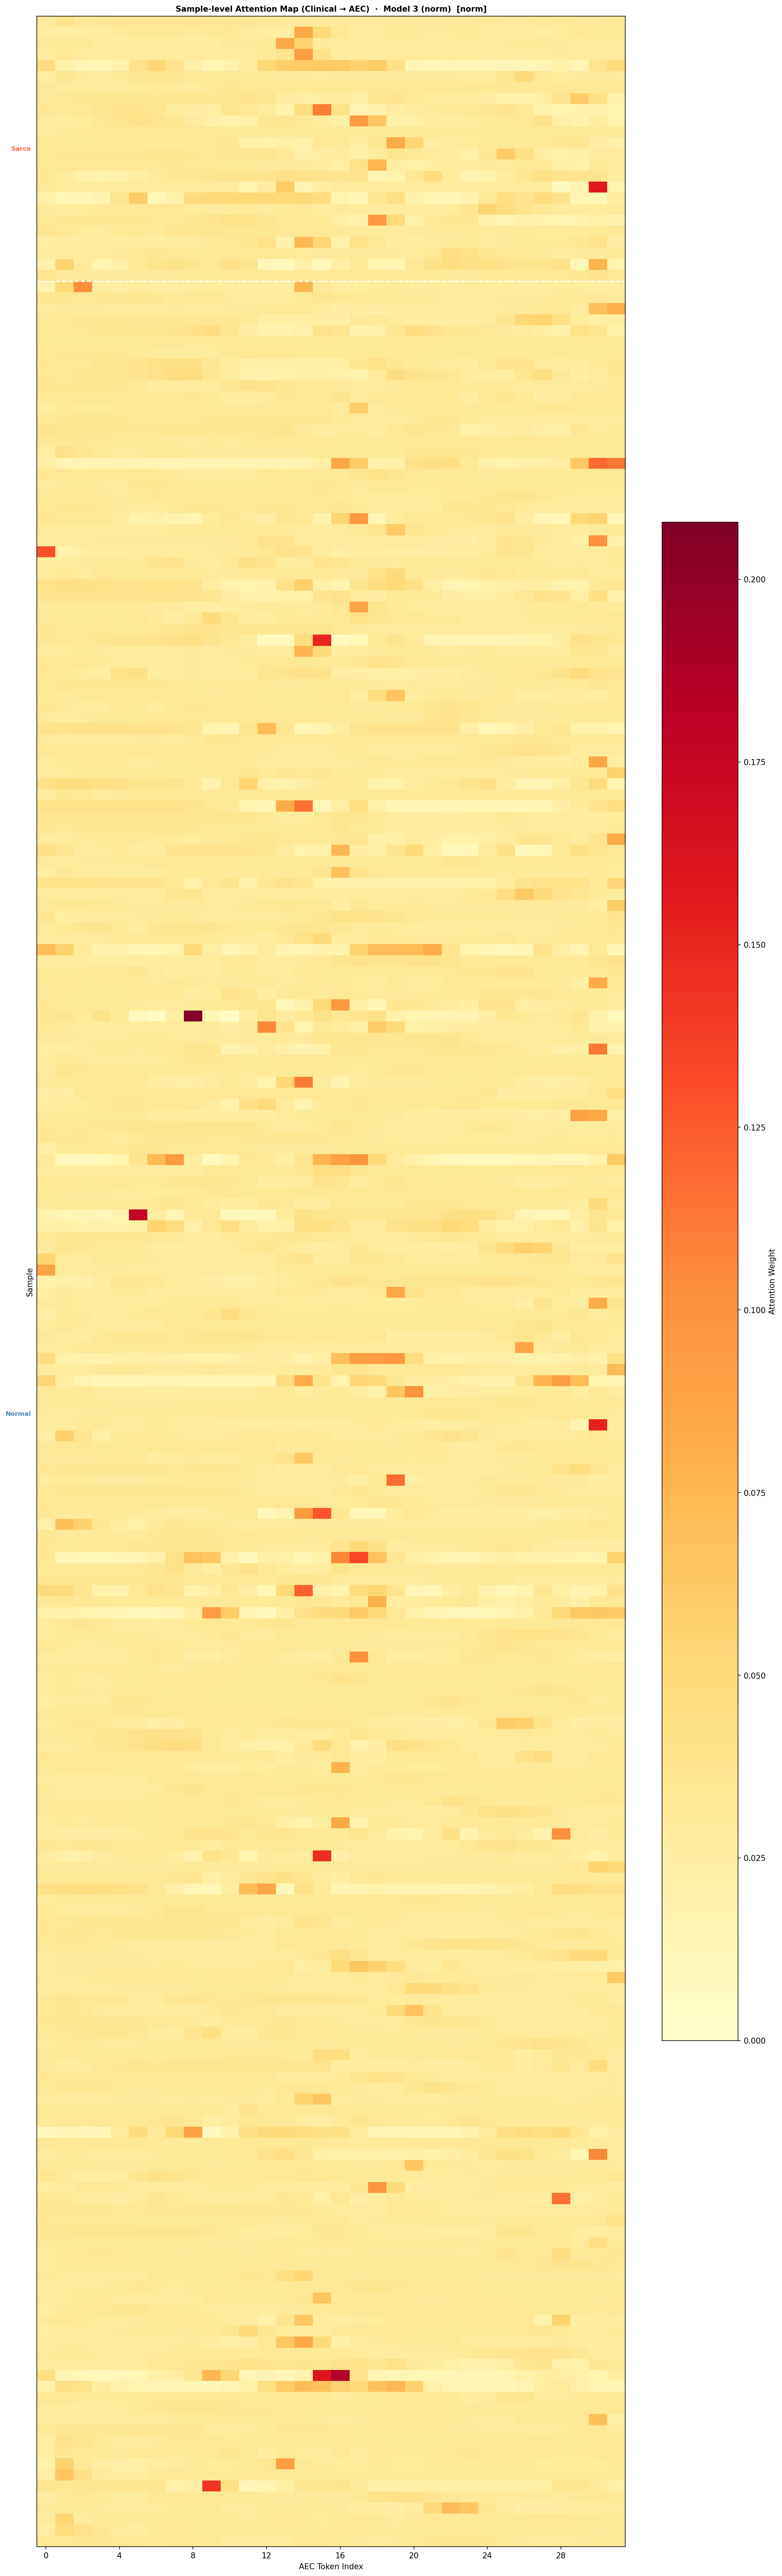 Sample-level Attention Map (Clinical → AEC)  ·  Model 3 (norm)  [norm]
Sarco
Normal
Sample
0 4 8 12 16 20 24 28
AEC Token Index
0.200
0.175
0.150
0.125
0.100
0.075
0.050
0.025
0.000
Attention Weight